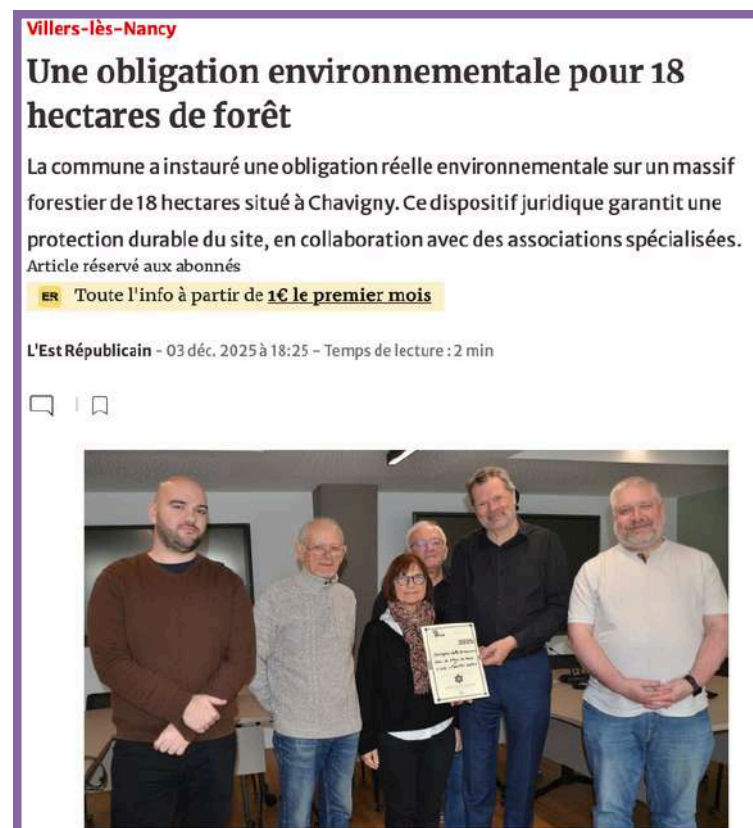 Villers-lès-Nancy
Une obligation environnementale pour 18
hectares de forêt
La commune a instauré une obligation réelle environnementale sur un massif
forestier de 18 hectares situé à Chavigny. Ce dispositif juridique garantit une
protection durable du site, en collaboration avec des associations spécialisées.
Article réservé aux abonnés
ER Toute l'info à partir de 1€ le premier mois
L'Est Républicain - 03 déc. 2025 à 18:25 - Temps de lecture : 2 min